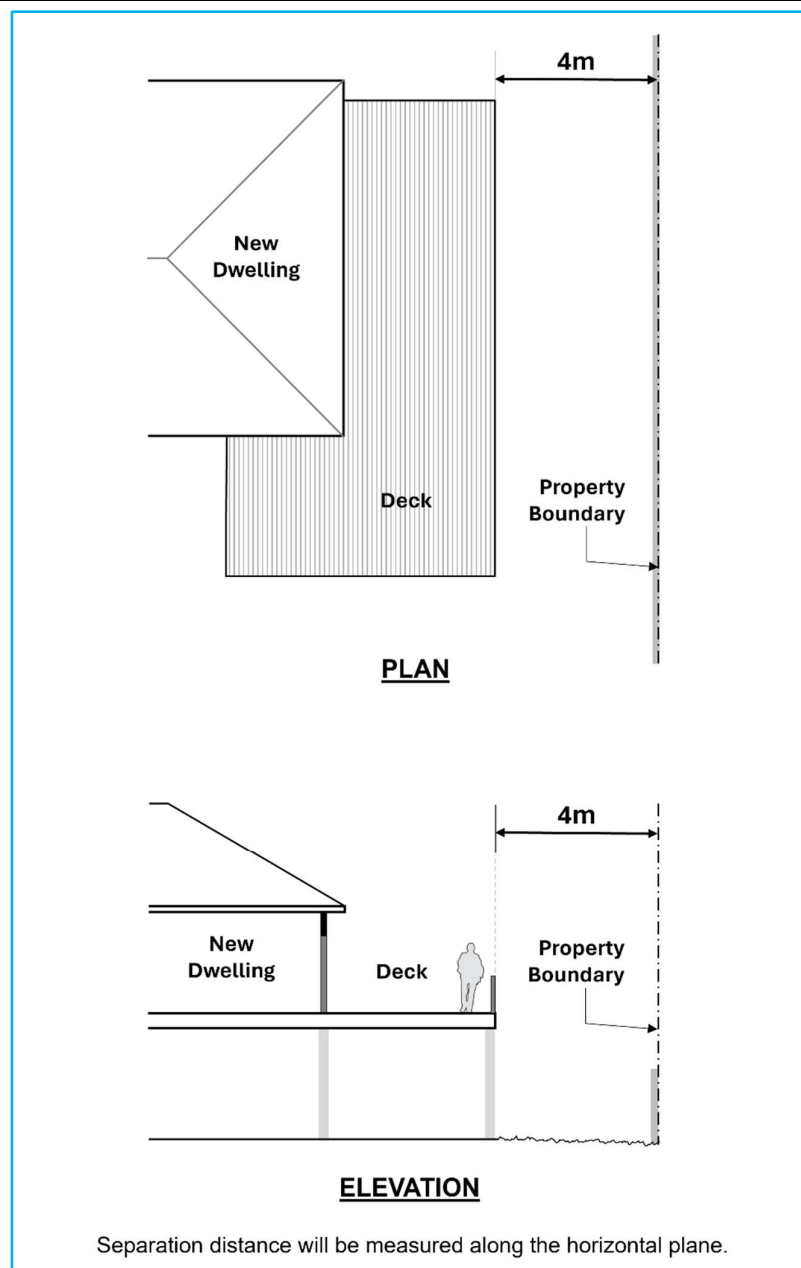 4m
New
Dwelling
Property
Boundary
Deck
PLAN
4m
New
Dwelling
Deck
Property
Boundary
ELEVATION
Separation distance will be measured along the horizontal plane.